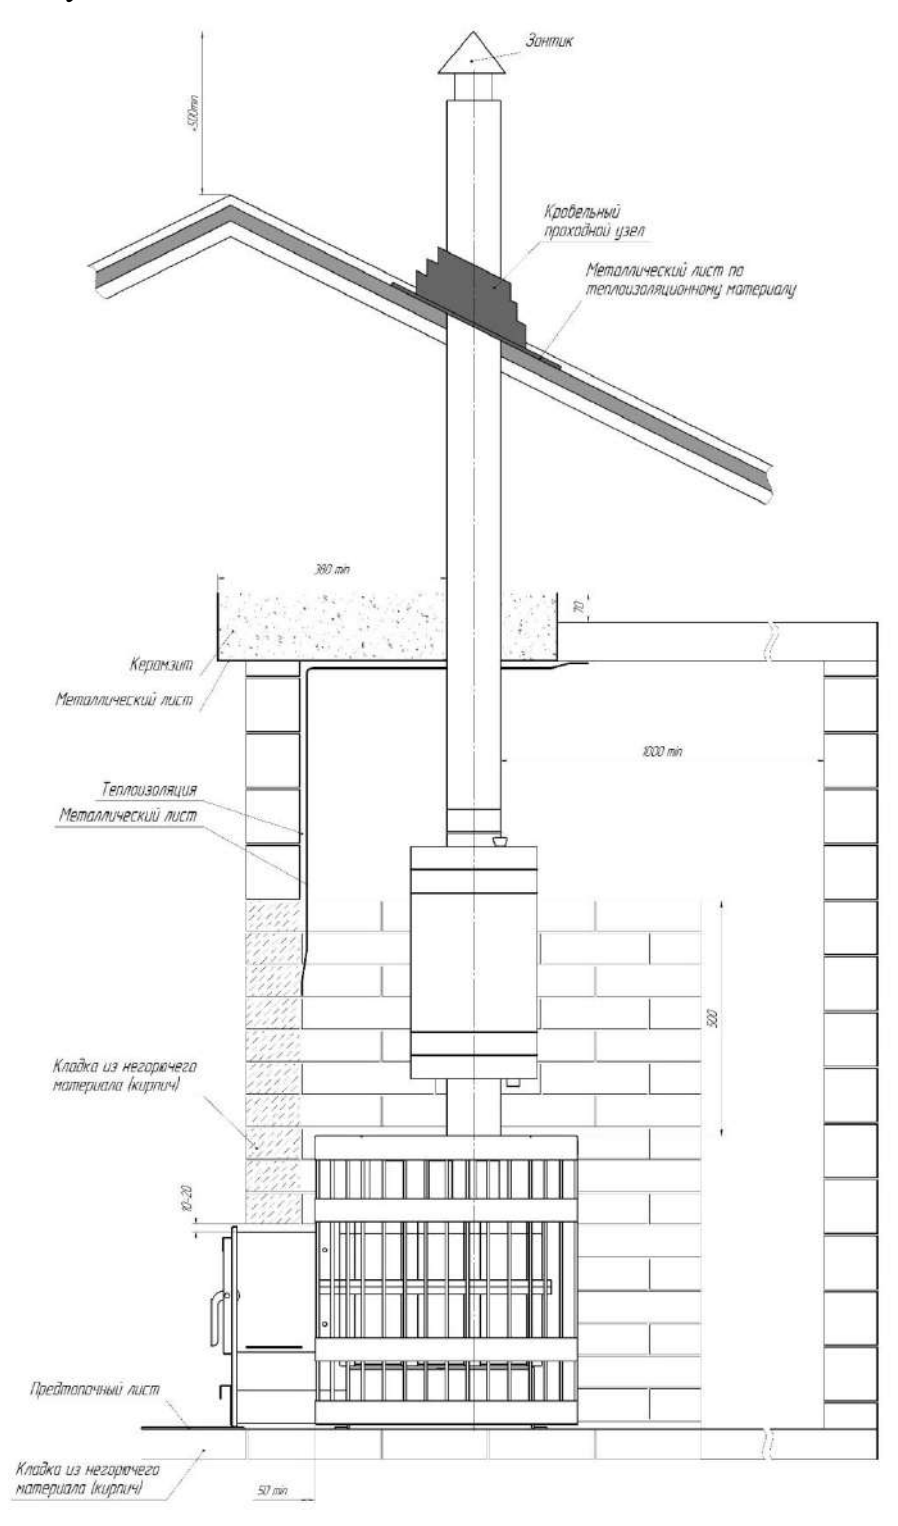 Зонтик
500min
Кровельный
проходной узел
Металлический лист по
теплоизоляционному материалу
380 min
70
Керамзит
Металлический лист
1000 min
Теплоизоляция
Металлический лист
500
Кладка из негорючего
материала (кирпич)
10-20
Предтопочный лист
Кладка из негорючего
материала (кирпич)
50 min